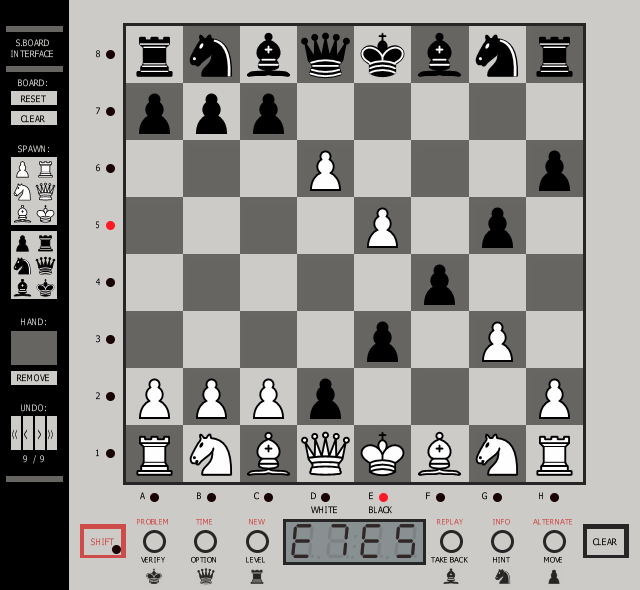 S.BOARD
INTERFACE
BOARD:
RESET
CLEAR
SPAWN:
HAND:
REMOVE
UNDO:
9 / 9
8
7
6
5
4
3
2
1
A B C D E F G H
WHITE BLACK
SHIFT
PROBLEM TIME NEW
VERIFY OPTION LEVEL
E7E5
REPLAY INFO ALTERNATE
TAKE BACK HINT MOVE
CLEAR